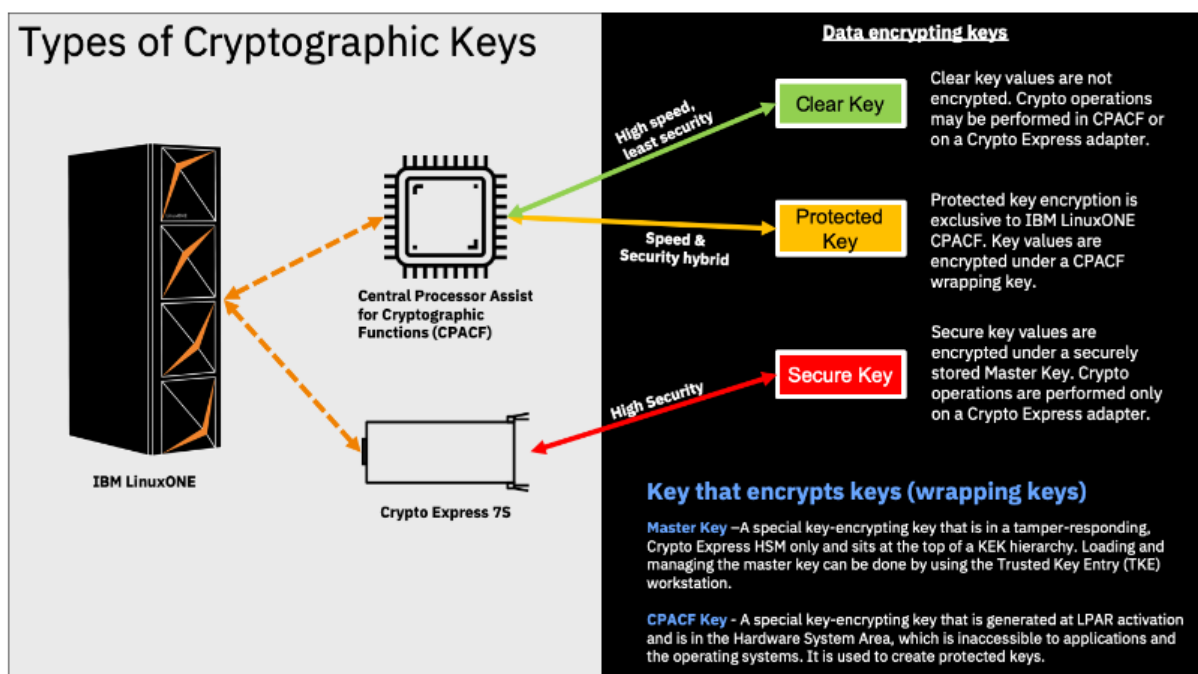 Types of Cryptographic Keys
IBM LinuxONE
Central Processor Assist
for Cryptographic
Functions (CPACF)
Crypto Express 7S
High speed,
least security
Speed &
Security hybrid
High Security
Data encrypting keys
Clear Key
Clear key values are not
encrypted. Crypto operations
may be performed in CPACF or
on a Crypto Express adapter.
Protected
Key
Protected key encryption is
exclusive to IBM LinuxONE
CPACF. Key values are
encrypted under a CPACF
wrapping key.
Secure Key
Secure key values are
encrypted under a securely
stored Master Key. Crypto
operations are performed only
on a Crypto Express adapter.
Key that encrypts keys (wrapping keys)
Master Key –A special key-encrypting key that is in a tamper-responding,
Crypto Express HSM only and sits at the top of a KEK hierarchy. Loading and
managing the master key can be done by using the Trusted Key Entry (TKE)
workstation.
CPACF Key - A special key-encrypting key that is generated at LPAR activation
and is in the Hardware System Area, which is inaccessible to applications and
the operating systems. It is used to create protected keys.